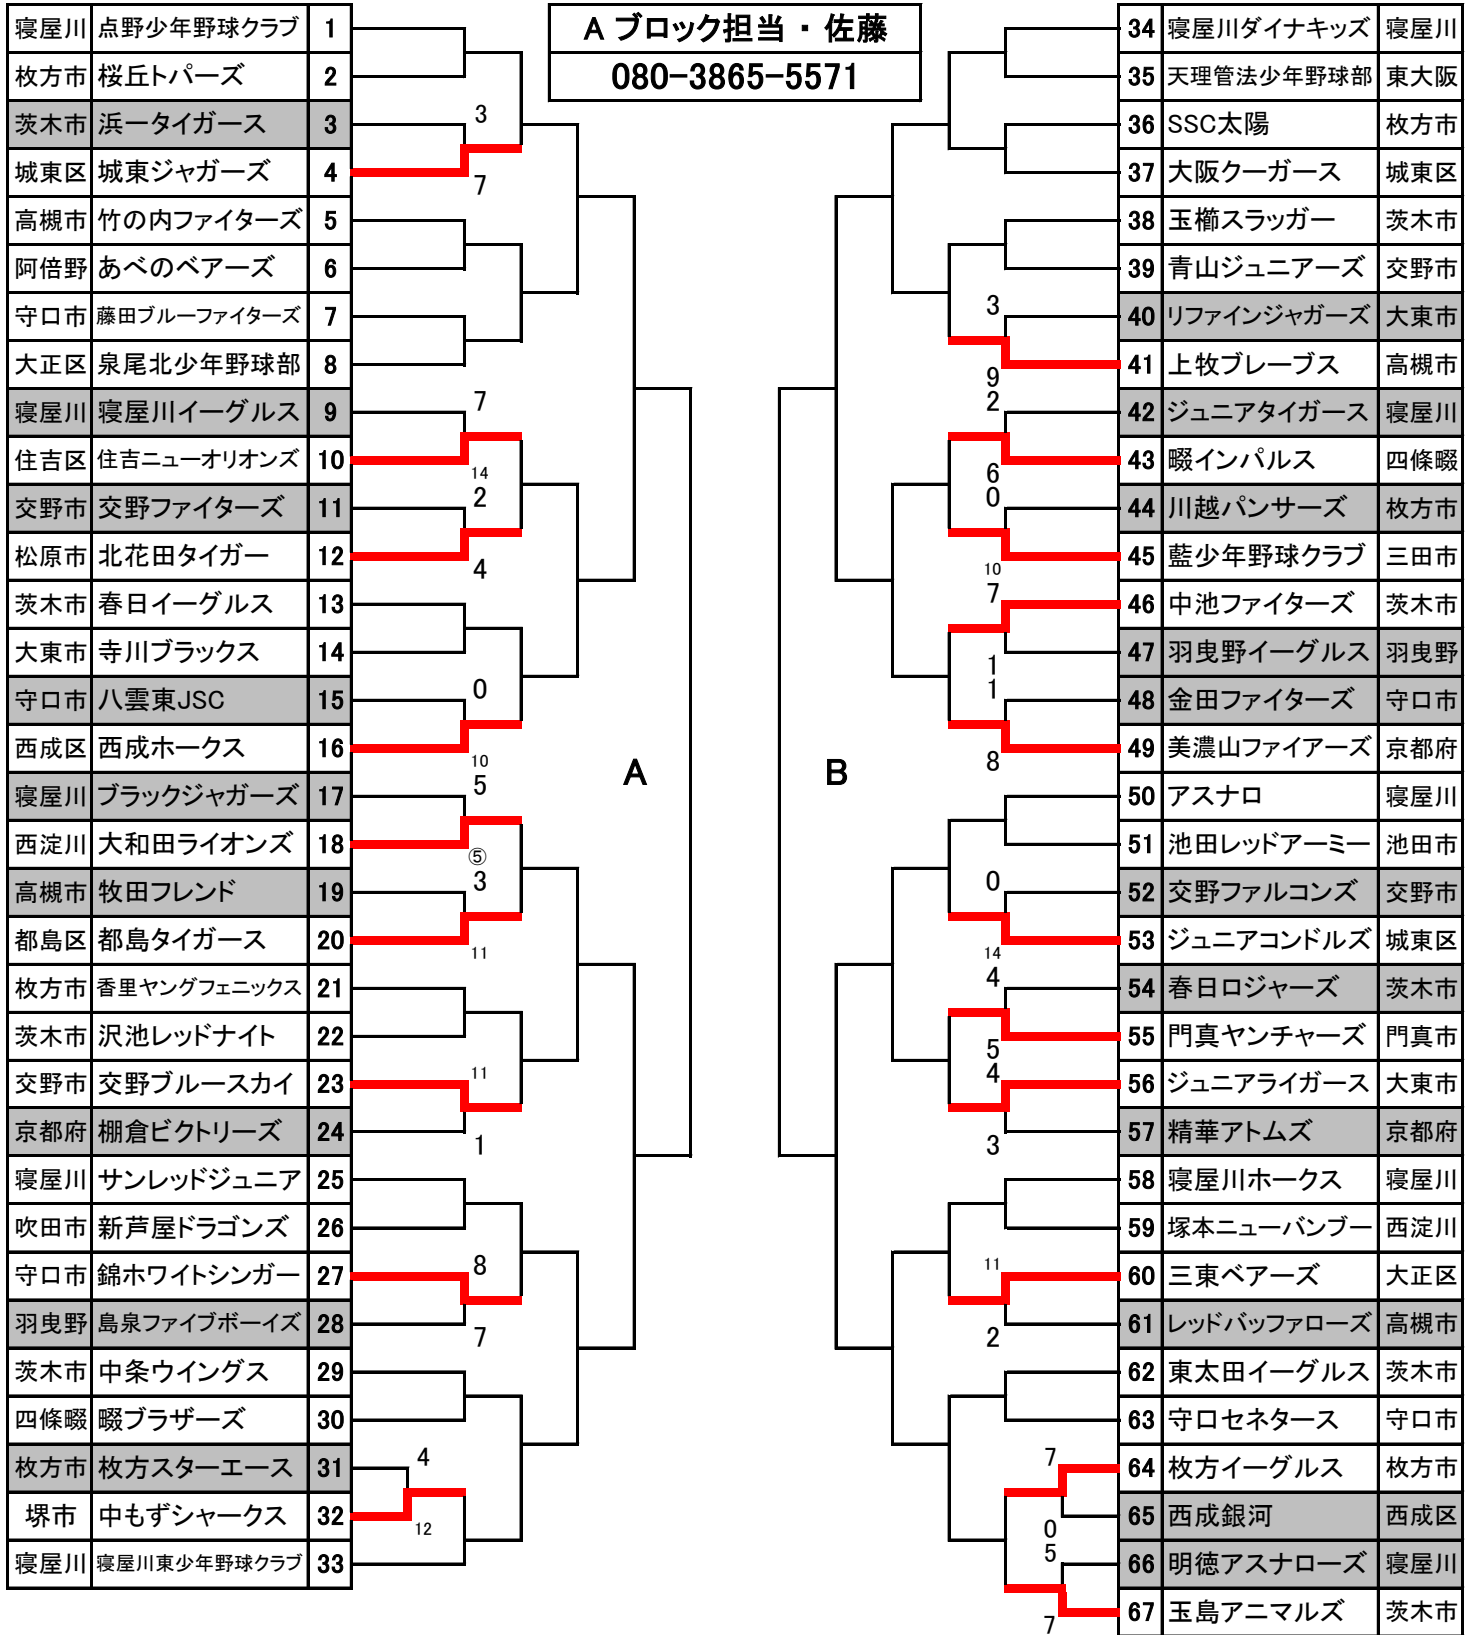 A ブロック担当 ・ 佐藤
080-3865-5571
寝屋川 点野少年野球クラブ 1
枚方市 桜丘トパーズ 2
茨木市 浜一タイガース 3
3
城東区 城東ジャガーズ 4
7
高槻市 竹の内ファイターズ 5
阿倍野 あべのベアーズ 6
守口市 藤田ブルーファイターズ 7
大正区 泉尾北少年野球部 8
寝屋川 寝屋川イーグルス 9
7
住吉区 住吉ニューオリオンズ 10
14
交野市 交野ファイターズ 11
2
松原市 北花田タイガー 12
4
茨木市 春日イーグルス 13
大東市 寺川ブラックス 14
守口市 八雲東JSC 15
0
西成区 西成ホークス 16
10
寝屋川 ブラックジャガーズ 17
5
西淀川 大和田ライオンズ 18
⑤
高槻市 牧田フレンド 19
3
都島区 都島タイガース 20
11
枚方市 香里ヤングフェニックス 21
茨木市 沢池レッドナイト 22
交野市 交野ブルースカイ 23
11
京都府 棚倉ビクトリーズ 24
1
寝屋川 サンレッドジュニア 25
吹田市 新芦屋ドラゴンズ 26
守口市 錦ホワイトシンガー 27
8
羽曳野 島泉ファイブボーイズ 28
7
茨木市 中条ウイングス 29
四條畷 畷ブラザーズ 30
枚方市 枚方スターエース 31
4
堺市 中もずシャークス 32
12
寝屋川 寝屋川東少年野球クラブ 33
A
B
34 寝屋川ダイナキッズ 寝屋川
35 天理管法少年野球部 東大阪
36 SSC太陽 枚方市
37 大阪クーガース 城東区
38 玉櫛スラッガー 茨木市
39 青山ジュニアーズ 交野市
3
40 リファインジャガーズ 大東市
41 上牧ブレーブス 高槻市
9
2
42 ジュニアタイガース 寝屋川
43 畷インパルス 四條畷
6
0
44 川越パンサーズ 枚方市
45 藍少年野球クラブ 三田市
10
7
46 中池ファイターズ 茨木市
47 羽曳野イーグルス 羽曳野
1
1
48 金田ファイターズ 守口市
49 美濃山ファイアーズ 京都府
8
50 アスナロ 寝屋川
51 池田レッドアーミー 池田市
0
52 交野ファルコンズ 交野市
53 ジュニアコンドルズ 城東区
14
4
54 春日ロジャーズ 茨木市
55 門真ヤンチャーズ 門真市
5
4
56 ジュニアライガース 大東市
57 精華アトムズ 京都府
3
58 寝屋川ホークス 寝屋川
59 塚本ニューバンブー 西淀川
11
60 三東ベアーズ 大正区
61 レッドバッファローズ 高槻市
2
62 東太田イーグルス 茨木市
63 守口セネタース 守口市
7
64 枚方イーグルス 枚方市
65 西成銀河 西成区
0
5
66 明徳アスナローズ 寝屋川
67 玉島アニマルズ 茨木市
7